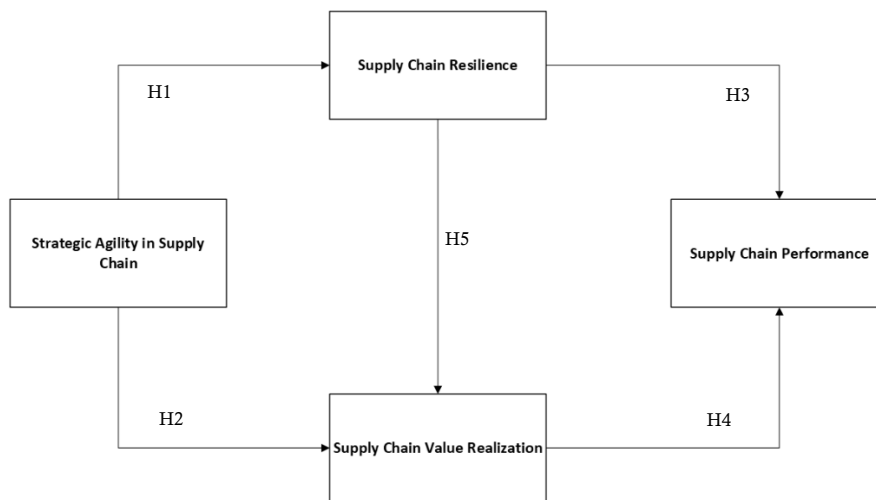 Supply Chain Resilience
H1
H3
Strategic Agility in Supply
Chain
H5
Supply Chain Performance
H2
H4
Supply Chain Value Realization